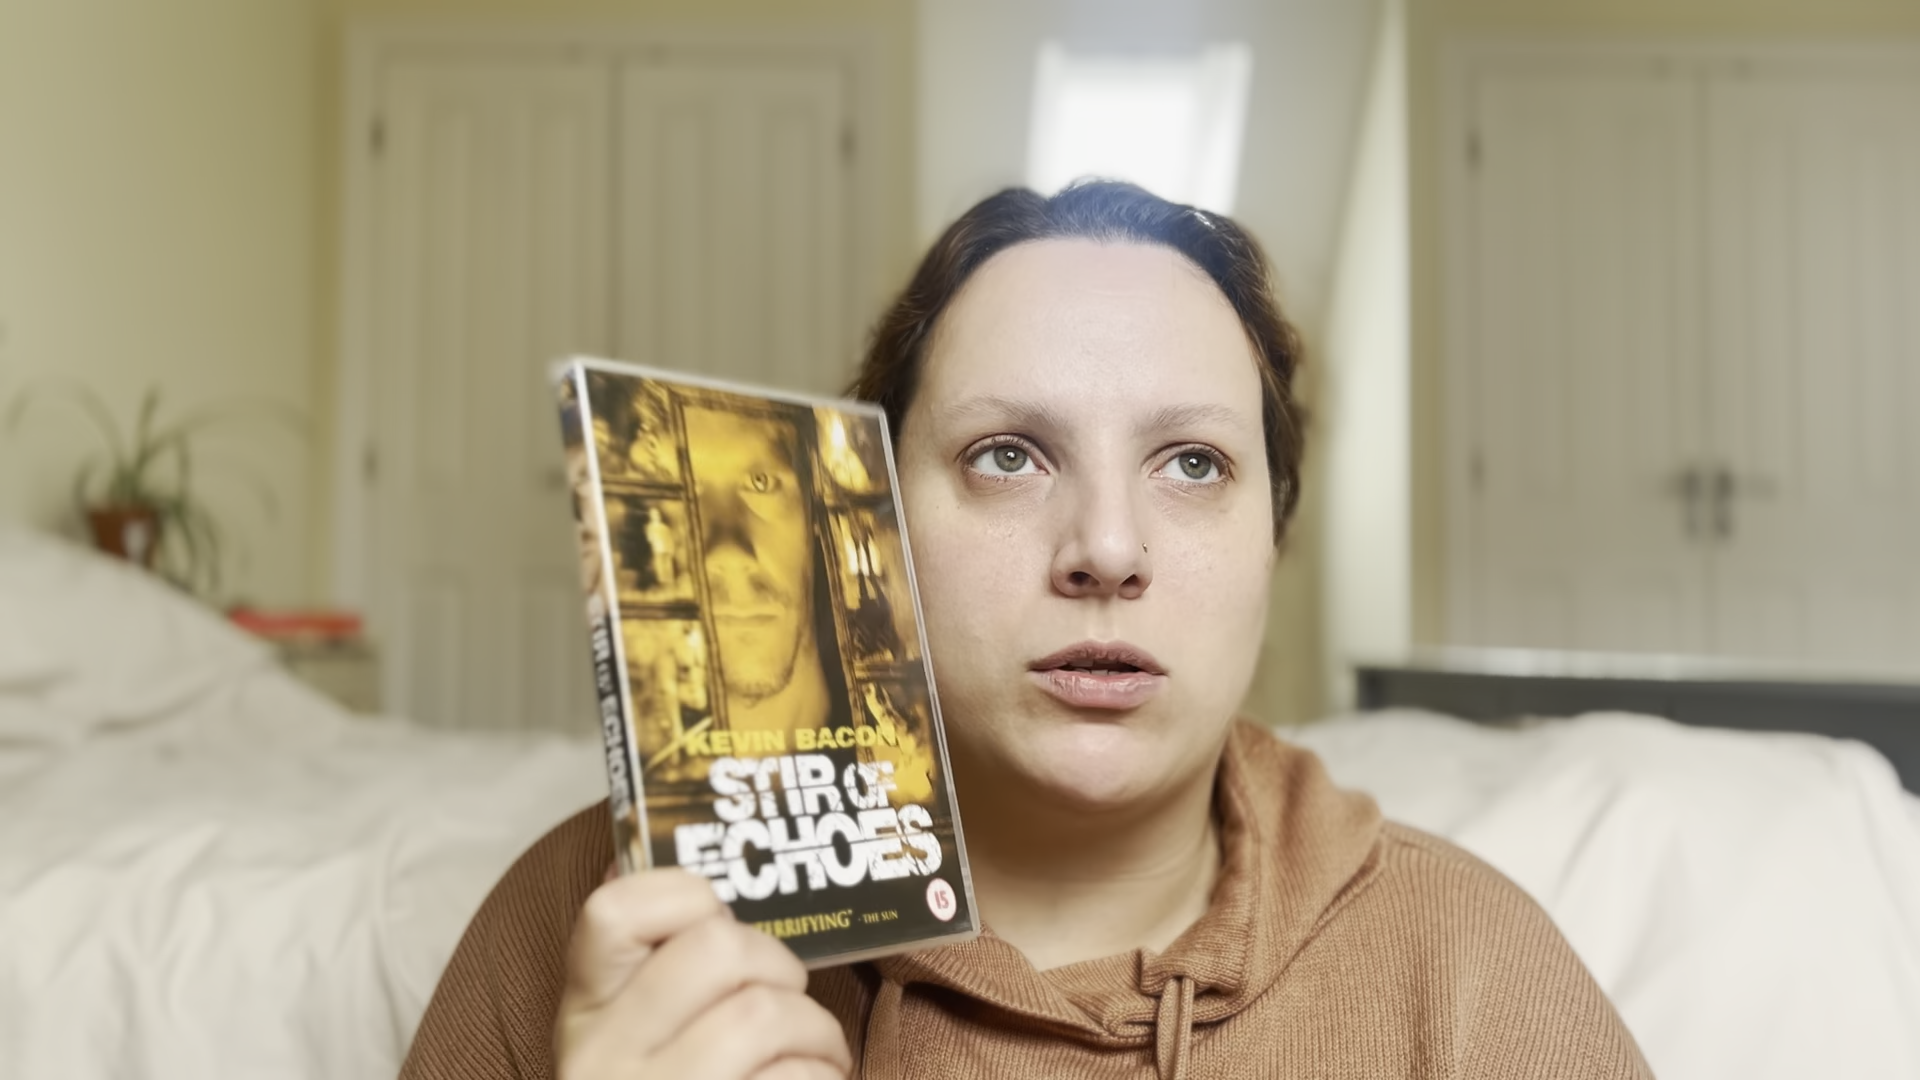 KEVIN BACON
STIR OF
ECHOES
15
TERRIFYING" - THE SUN
STIR OF ECHOES